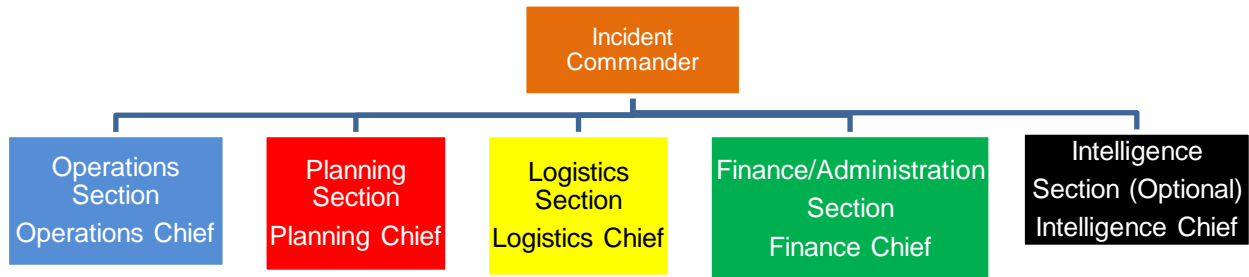 Incident
Commander
Operations
Section
Operations Chief
Planning
Section
Planning Chief
Logistics
Section
Logistics Chief
Finance/Administration
Section
Finance Chief
Intelligence
Section (Optional)
Intelligence Chief